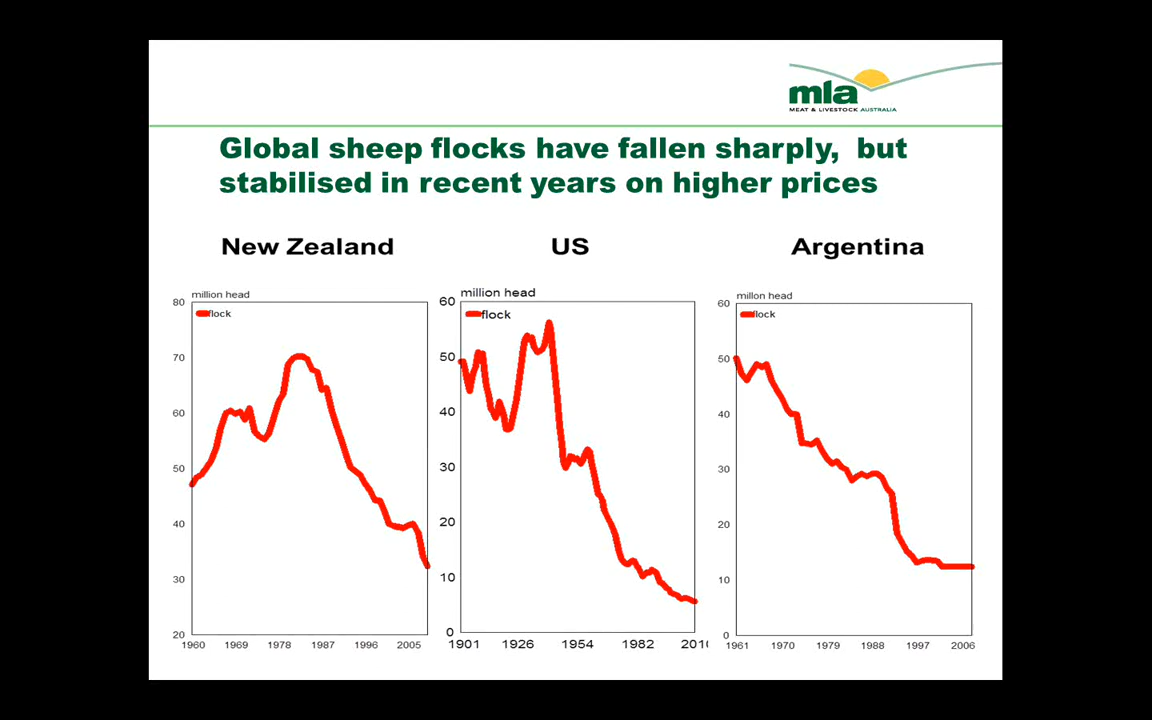 mla
MEAT & LIVESTOCK AUSTRALIA
Global sheep flocks have fallen sharply, but
stabilised in recent years on higher prices
New Zealand
million head
flock
80
70
60
50
40
30
20
1960 1969 1978 1987 1996 2005
US
millon head
flock
60
50
40
30
20
10
0
1901 1926 1954 1982 2010
Argentina
millon head
flock
60
50
40
30
20
10
0
1961 1970 1979 1988 1997 2006